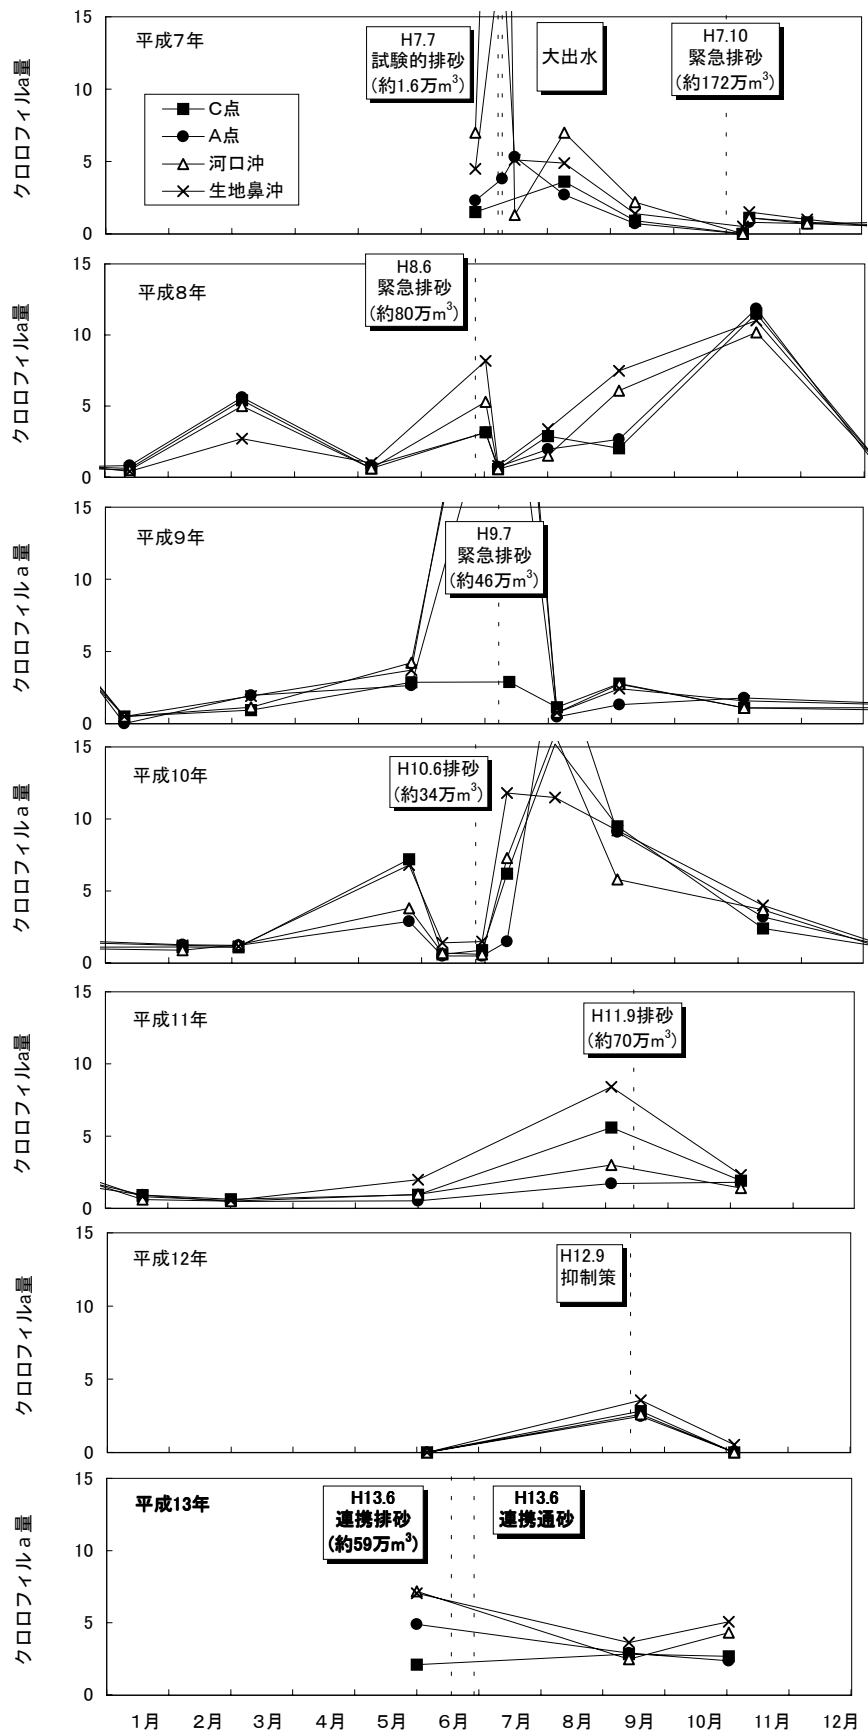 クロロフィルa量
15
10
5
0
平成7年
H7.7
試験的排砂
(約1.6万m³)
大出水
H7.10
緊急排砂
(約172万m³)
C点
A点
河口沖
生地鼻沖
クロロフィルa量
15
10
5
0
平成8年
H8.6
緊急排砂
(約80万m³)
クロロフィルa量
15
10
5
0
平成9年
H9.7
緊急排砂
(約46万m³)
クロロフィルa量
15
10
5
0
平成10年
H10.6排砂
(約34万m³)
クロロフィルa量
15
10
5
0
平成11年
H11.9排砂
(約70万m³)
クロロフィルa量
15
10
5
0
平成12年
H12.9
抑制策
クロロフィルa量
15
10
5
0
平成13年
H13.6
連携排砂
(約59万m³)
H13.6
連携通砂
1月 2月 3月 4月 5月 6月 7月 8月 9月 10月 11月 12月